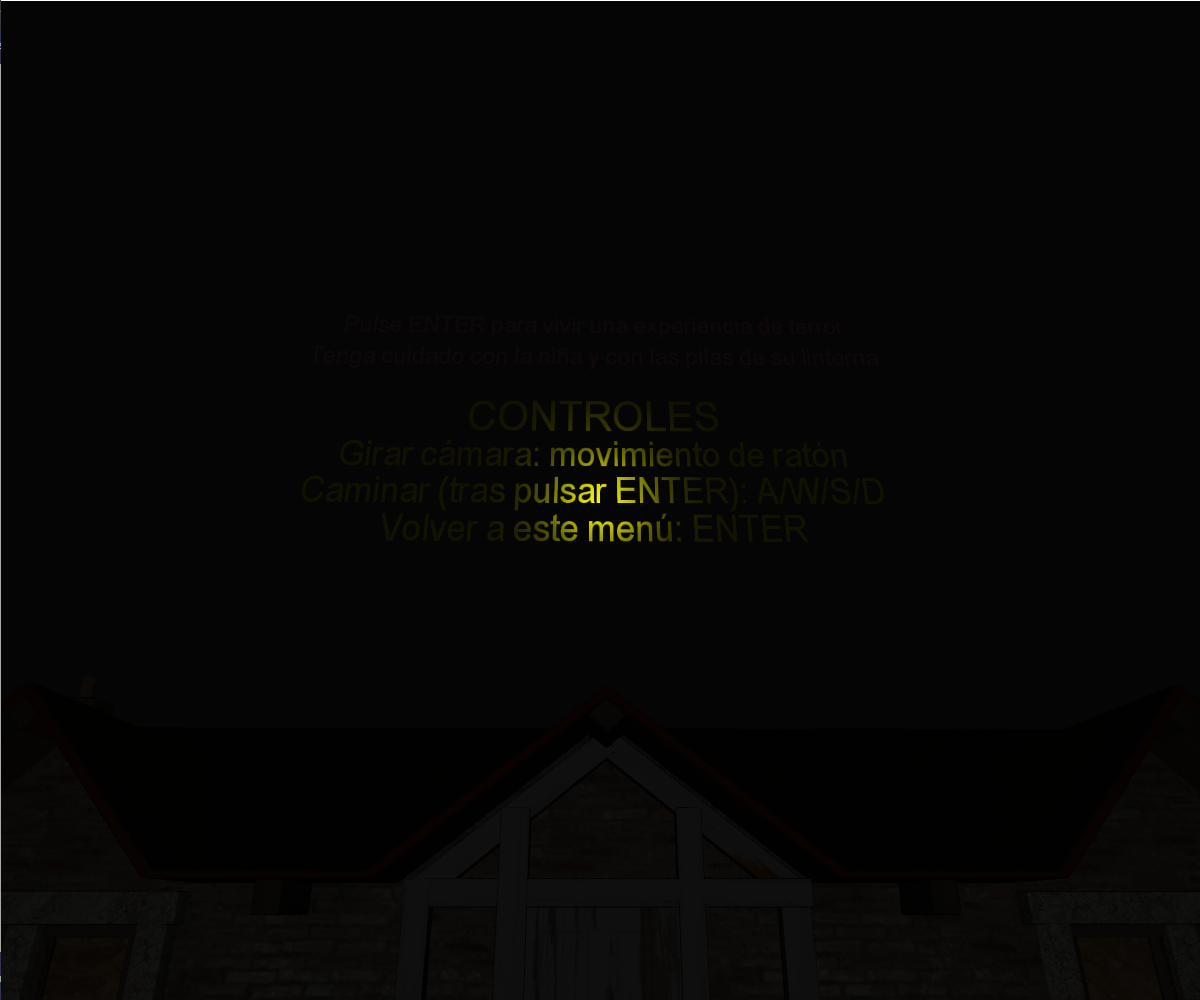 Pulse ENTER para vivir una experiencia de terror
Tenga cuidado con la niña y con las pilas de su linterna
CONTROLES
Girar cámara: movimiento de ratón
Caminar (tras pulsar ENTER): A/W/S/D
Volver a este menú: ENTER